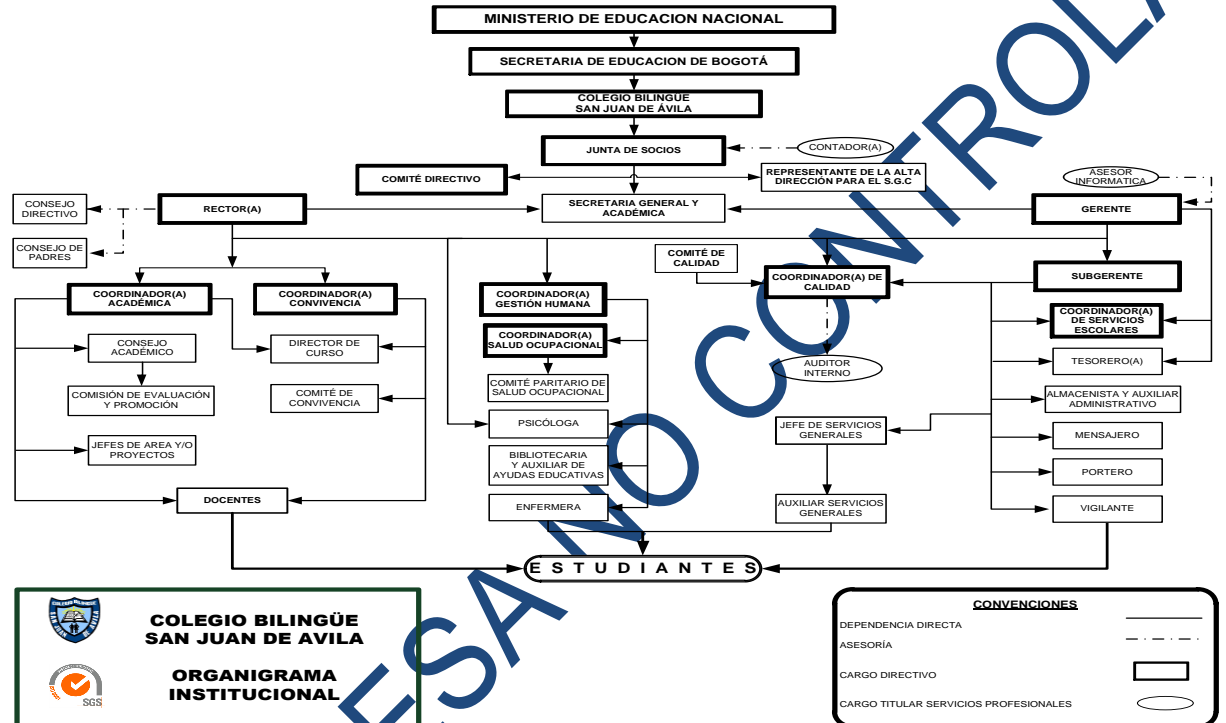 MINISTERIO DE EDUCACION NACIONAL
SECRETARIA DE EDUCACION DE BOGOTÁ
COLEGIO BILINGÜE
SAN JUAN DE ÁVILA
JUNTA DE SOCIOS
CONTADOR(A)
COMITÉ DIRECTIVO
REPRESENTANTE DE LA ALTA
DIRECCIÓN PARA EL S.G.C
ASESOR
INFORMATICA
CONSEJO
DIRECTIVO
RECTOR(A)
SECRETARIA GENERAL Y
ACADÉMICA
GERENTE
CONSEJO DE
PADRES
COMITÉ DE
CALIDAD
COORDINADOR(A)
ACADÉMICA
COORDINADOR(A)
CONVIVENCIA
COORDINADOR(A)
GESTIÓN HUMANA
COORDINADOR(A) DE
CALIDAD
SUBGERENTE
COORDINADOR(A)
DE SERVICIOS
ESCOLARES
CONSEJO
ACADÉMICO
DIRECTOR DE
CURSO
COORDINADOR(A)
SALUD OCUPACIONAL
AUDITOR
INTERNO
TESORERO(A)
COMISIÓN DE EVALUACIÓN
Y PROMOCIÓN
COMITÉ DE
CONVIVENCIA
COMITÉ PARITARIO DE
SALUD OCUPACIONAL
ALMACENISTA Y AUXILIAR
ADMINISTRATIVO
PSICÓLOGA
JEFE DE SERVICIOS
GENERALES
MENSAJERO
JEFES DE AREA Y/O
PROYECTOS
BIBLIOTECARIA
Y AUXILIAR DE
AYUDAS EDUCATIVAS
PORTERO
DOCENTES
ENFERMERA
AUXILIAR SERVICIOS
GENERALES
VIGILANTE
ESTUDIANTES
COLEGIO BILINGÜE
SAN JUAN DE AVILA
ORGANIGRAMA
INSTITUCIONAL
SGS
CONVENCIONES
DEPENDENCIA DIRECTA
ASESORÍA
CARGO DIRECTIVO
CARGO TITULAR SERVICIOS PROFESIONALES
ESA NO CONTROLA